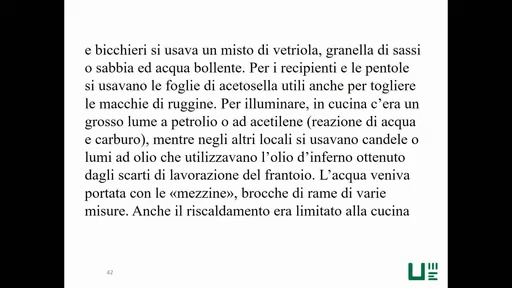 e bicchieri si usava un misto di vetriola, granella di sassi
o sabbia ed acqua bollente. Per i recipienti e le pentole
si usavano le foglie di acetosella utili anche per togliere
le macchie di ruggine. Per illuminare, in cucina c’era un
grosso lume a petrolio o ad acetilene (reazione di acqua
e carburo), mentre negli altri locali si usavano candele o
lumi ad olio che utilizzavano l’olio d’inferno ottenuto
dagli scarti di lavorazione del frantoio. L’acqua veniva
portata con le «mezzine», brocche di rame di varie
misure. Anche il riscaldamento era limitato alla cucina
42